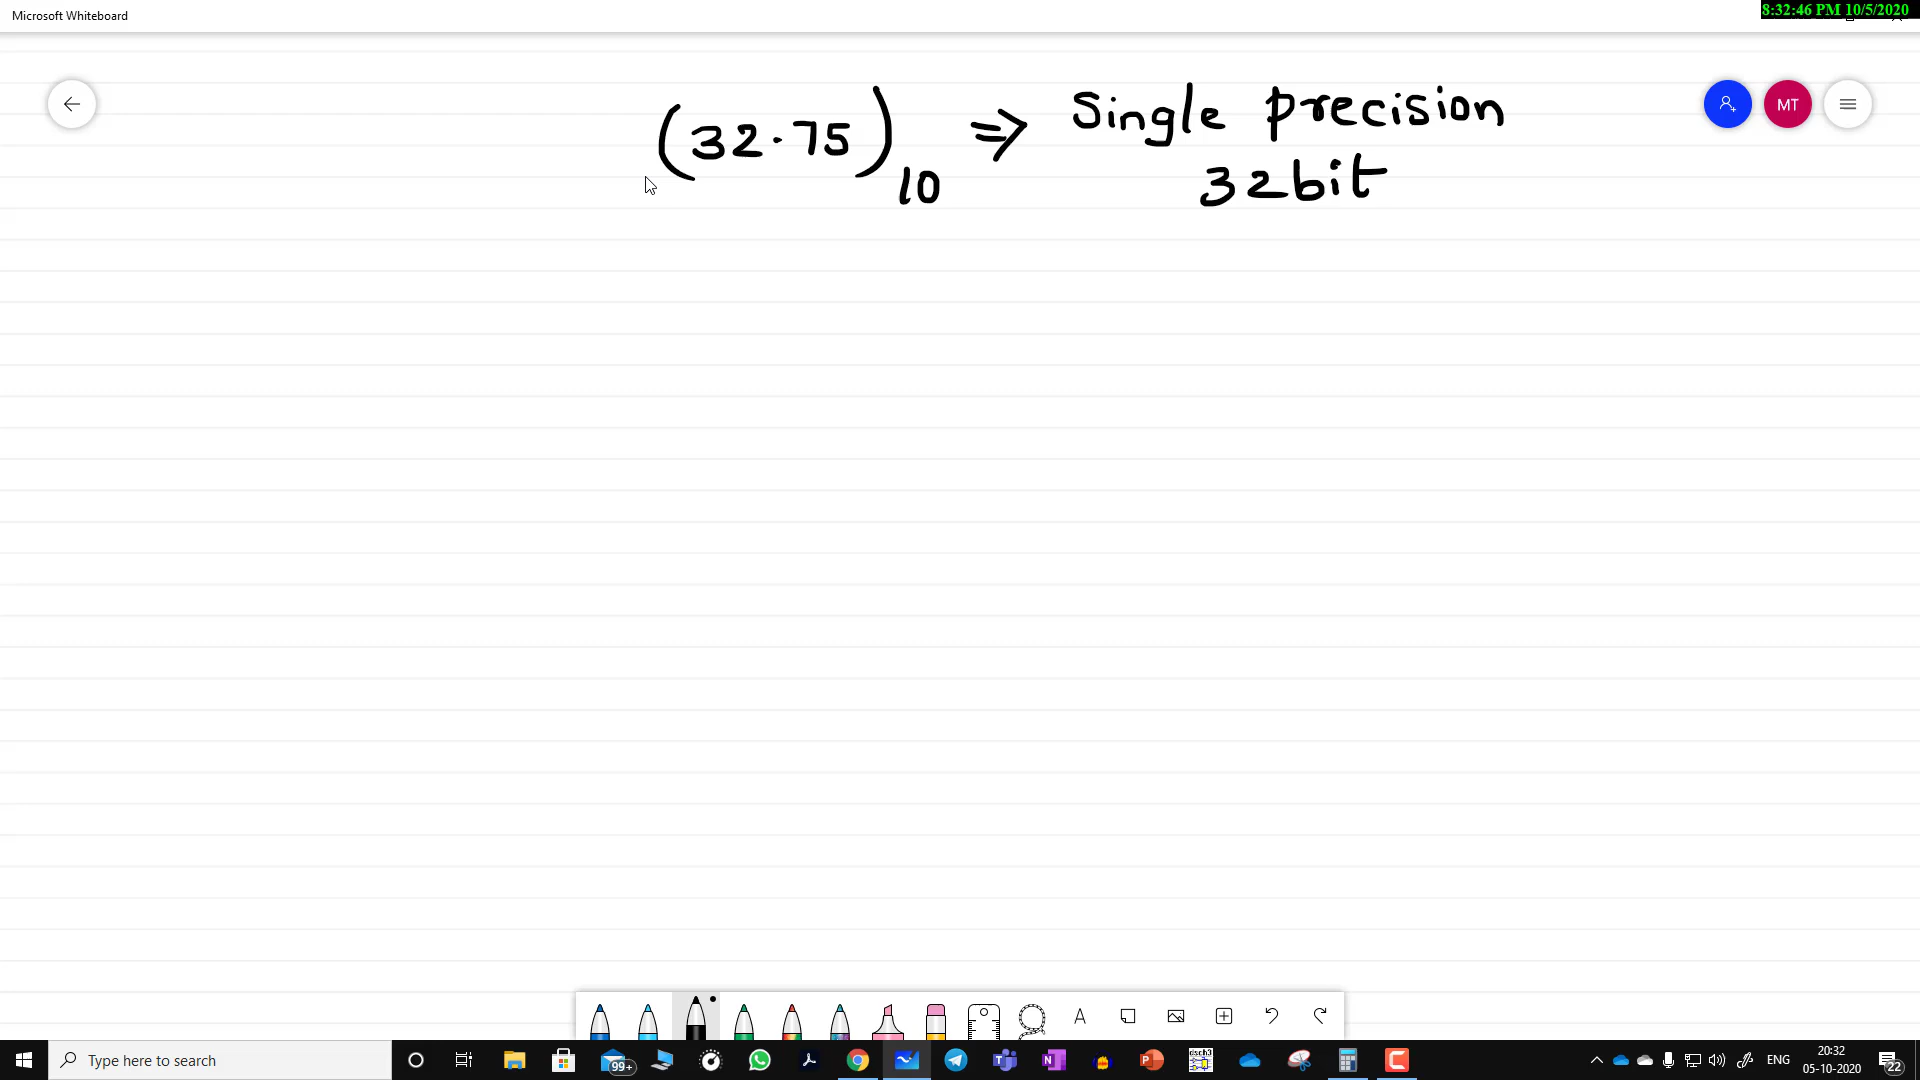 Microsoft Whiteboard
8:32:46 PM 10/5/2020
(32.75)10 ⇒ Single precision
32bit
MT
A
Type here to search
99+
ENG
20:32
05-10-2020
22